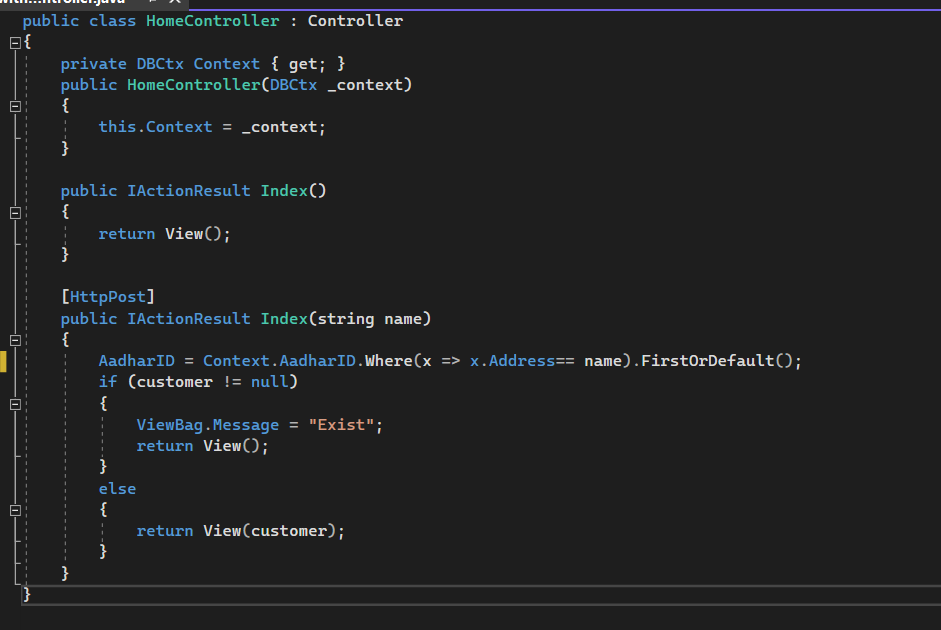 with...ntroller.java
public class HomeController : Controller
{
private DBCtx Context { get; }
public HomeController(DBCtx _context)
{
this.Context = _context;
}
public IActionResult Index()
{
return View();
}
[HttpPost]
public IActionResult Index(string name)
{
AadharID = Context.AadharID.Where(x => x.Address== name).FirstOrDefault();
if (customer != null)
{
ViewBag.Message = "Exist";
return View();
}
else
{
return View(customer);
}
}
}